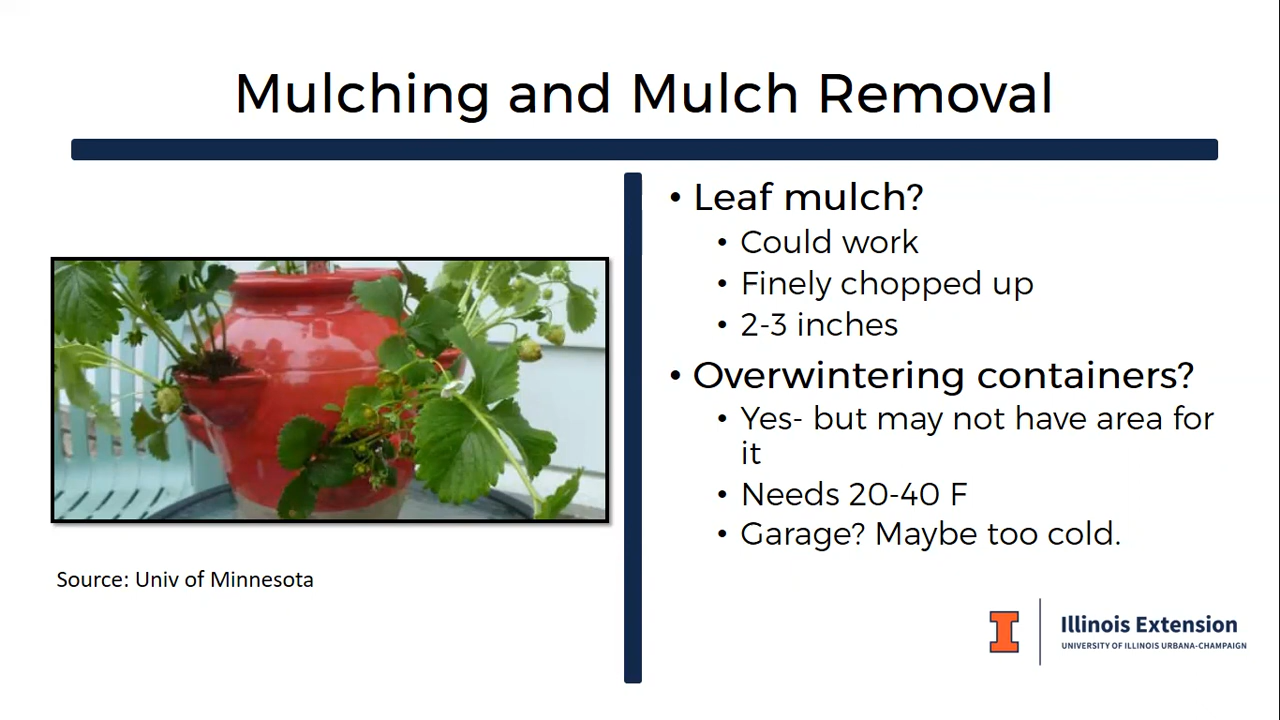 Mulching and Mulch Removal
• Leaf mulch?
• Could work
• Finely chopped up
• 2-3 inches
• Overwintering containers?
• Yes- but may not have area for
it
• Needs 20-40 F
• Garage? Maybe too cold.
Source: Univ of Minnesota
Illinois Extension
UNIVERSITY OF ILLINOIS URBANA-CHAMPAIGN